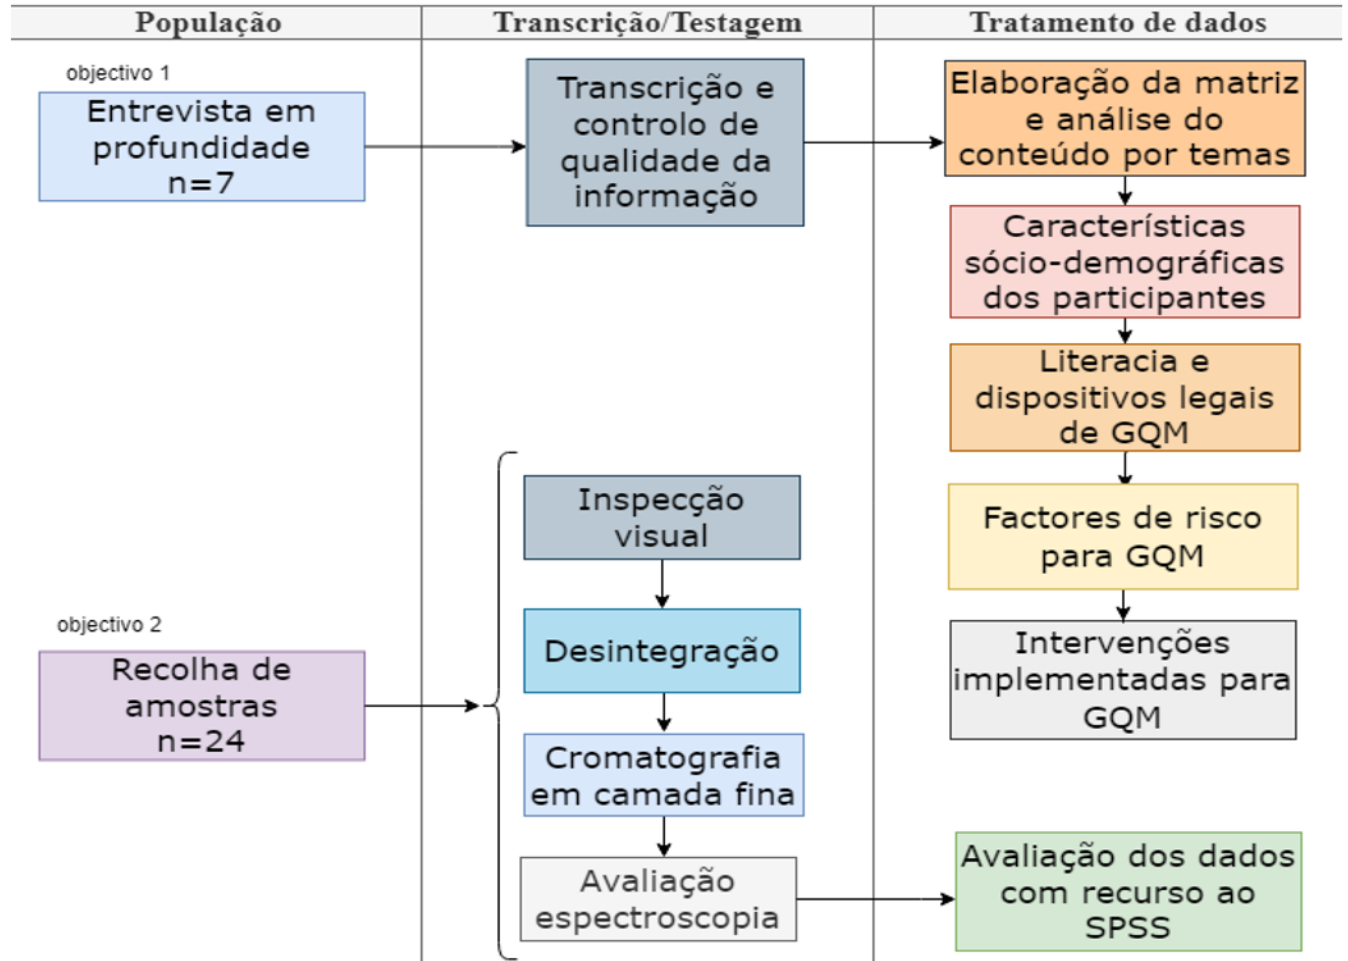 População
Transcrição/Testagem
Tratamento de dados
objectivo 1
Entrevista em
profundidade
n=7
Transcrição e
controlo de
qualidade da
informação
Elaboração da matriz
e análise do
conteúdo por temas
Características
sócio-demográficas
dos participantes
Literacia e
dispositivos legais
de GQM
Factores de risco
para GQM
Intervenções
implementadas para
GQM
objectivo 2
Recolha de
amostras
n=24
Inspecção
visual
Desintegração
Cromatografia
em camada fina
Avaliação
espectroscopia
Avaliação dos dados
com recurso ao
SPSS